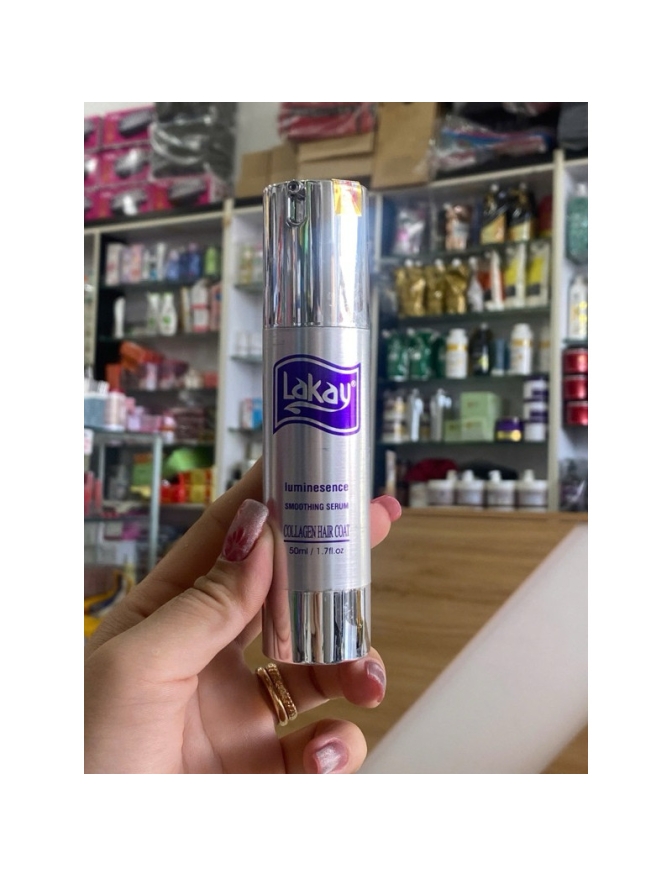 Lakay®
luminesence
SMOOTHING SERUM
COLLAGEN HAIR COAT
50ml / 1.7fl.oz